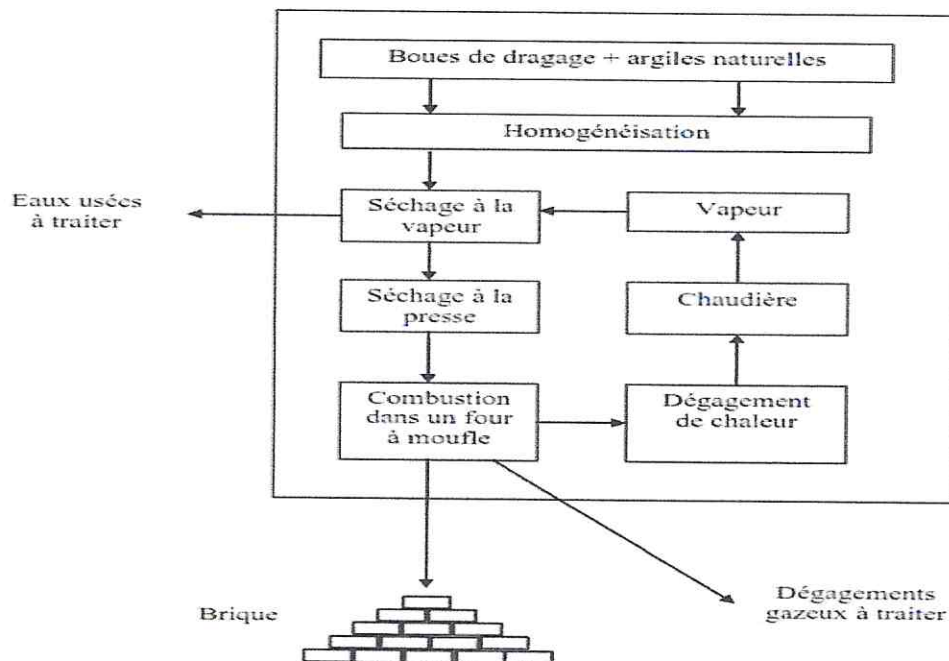 Boues de dragage + argiles naturelles
Homogénéisation
Eaux usées
à traiter
Séchage à la
vapeur
Vapeur
Séchage à la
presse
Chaudière
Combustion
dans un four
à moufle
Dégagement
de chaleur
Brique
Dégagements
gazeux à traiter